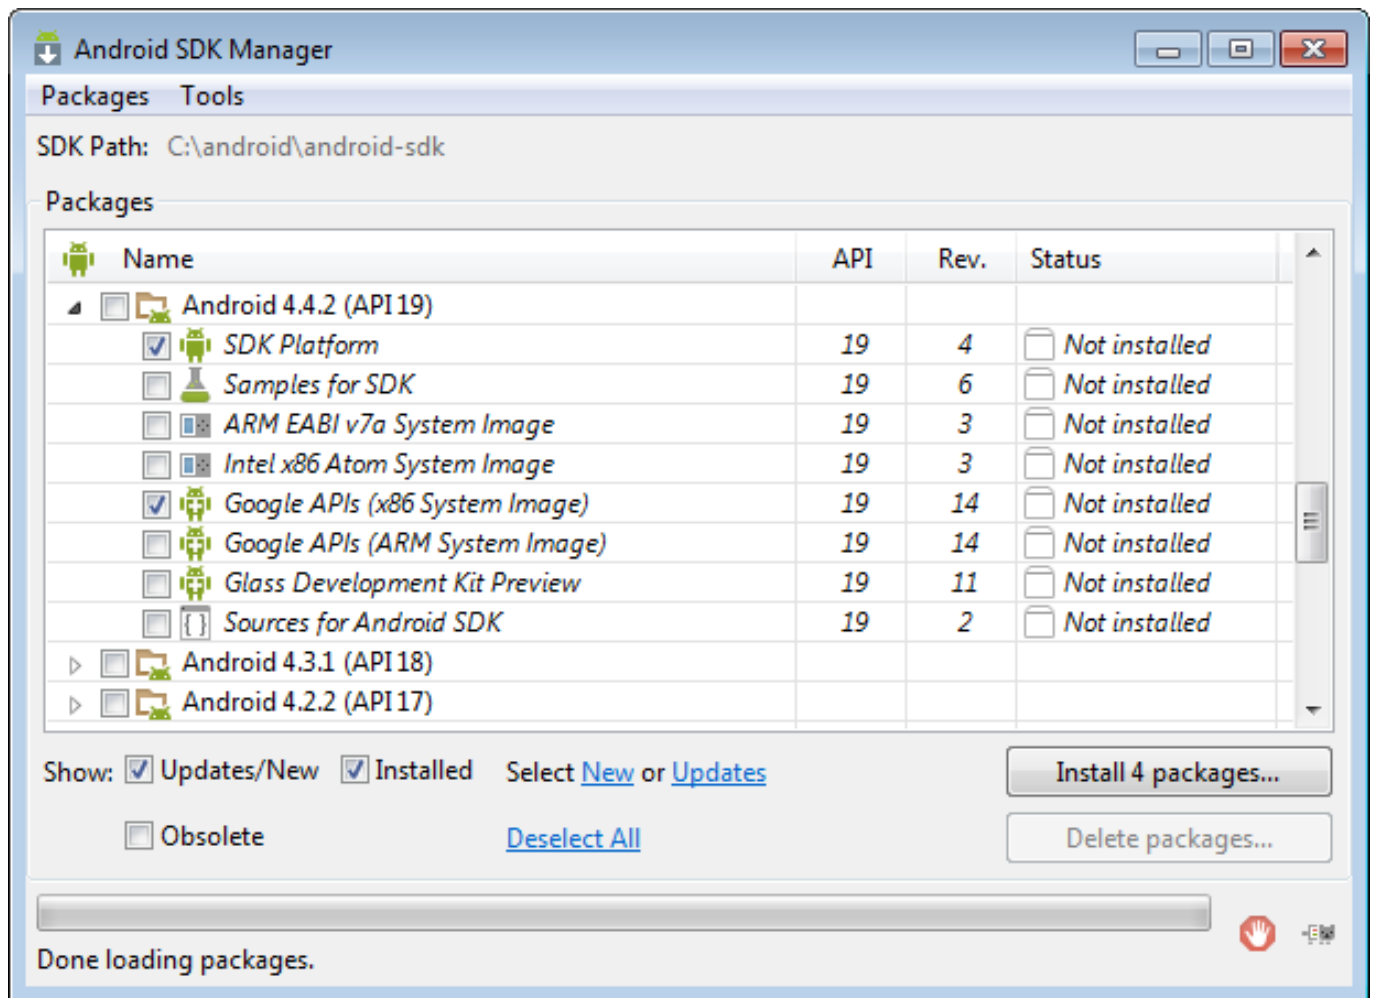 Android SDK Manager
Packages Tools
SDK Path: C:\android\android-sdk
Packages
Name API Rev. Status
Android 4.4.2 (API 19)
SDK Platform 19 4 Not installed
Samples for SDK 19 6 Not installed
ARM EABI v7a System Image 19 3 Not installed
Intel x86 Atom System Image 19 3 Not installed
Google APIs (x86 System Image) 19 14 Not installed
Google APIs (ARM System Image) 19 14 Not installed
Glass Development Kit Preview 19 11 Not installed
Sources for Android SDK 19 2 Not installed
Android 4.3.1 (API 18)
Android 4.2.2 (API 17)
Show: Updates/New Installed Select New or Updates Install 4 packages...
Obsolete Deselect All Delete packages...
Done loading packages.